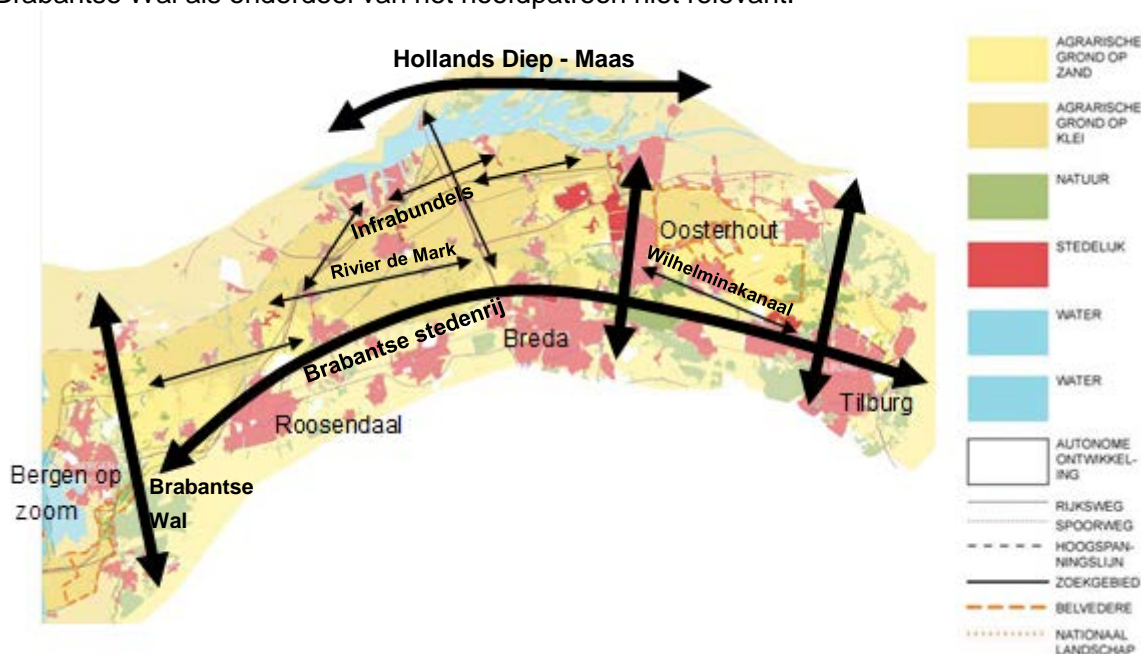 Brabantse Wal als onderdeel van het hoofdpatroon niet relevant.
Hollands Diep - Maas
Infrabundels
Rivier de Mark
Oosterhout
Wilhelminakanaal
Brabantse stedenrij
Breda
Tilburg
Roosendaal
Bergen op
zoom
Brabantse
Wal
AGRARISCHE
GROND OP
ZAND
AGRARISCHE
GROND OP
KLEI
NATUUR
STEDELIJK
WATER
WATER
AUTONOME
ONTWIKKEL-
ING
RIJKSWEG
SPOORWEG
HOOGSPAN-
NINGSLIJN
ZOEKGEBIED
BELVEDERE
NATIONAAL
LANDSCHAP